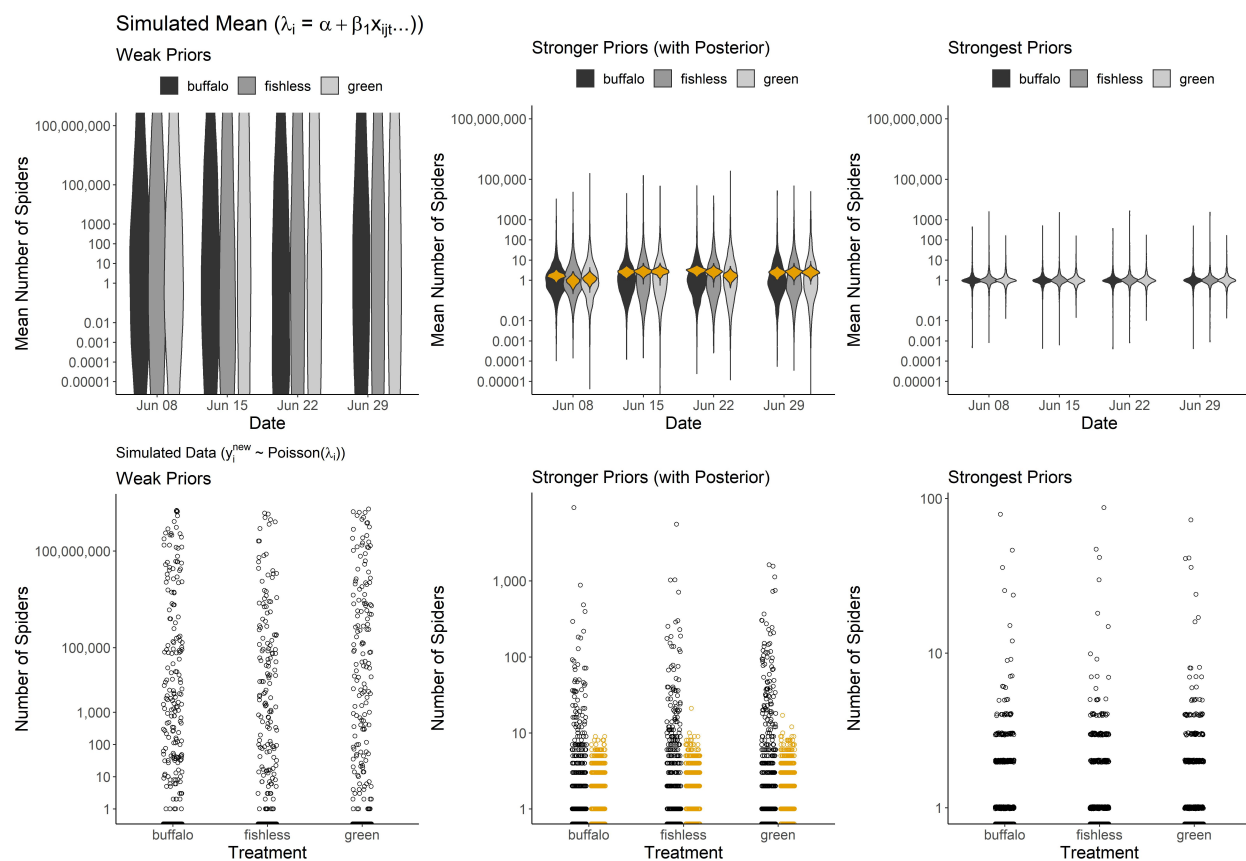 Simulated Mean (λi = α + β1xijt...))
Weak Priors
buffalo fishless green
Mean Number of Spiders
100,000,000
100,000
1000
100
10
1
0.01
0.001
0.0001
0.00001
Jun 08 Jun 15 Jun 22 Jun 29
Date
Stronger Priors (with Posterior)
buffalo fishless green
Mean Number of Spiders
100,000,000
100,000
1000
100
10
1
0.01
0.001
0.0001
0.00001
Jun 08 Jun 15 Jun 22 Jun 29
Date
Strongest Priors
buffalo fishless green
Mean Number of Spiders
100,000,000
100,000
1000
100
10
1
0.01
0.001
0.0001
0.00001
Jun 08 Jun 15 Jun 22 Jun 29
Date
Simulated Data (yi^new ~ Poisson(λi))
Weak Priors
Number of Spiders
100,000,000
100,000
1,000
100
10
1
buffalo fishless green
Treatment
Stronger Priors (with Posterior)
Number of Spiders
1,000
100
10
1
buffalo fishless green
Treatment
Strongest Priors
Number of Spiders
100
10
1
buffalo fishless green
Treatment